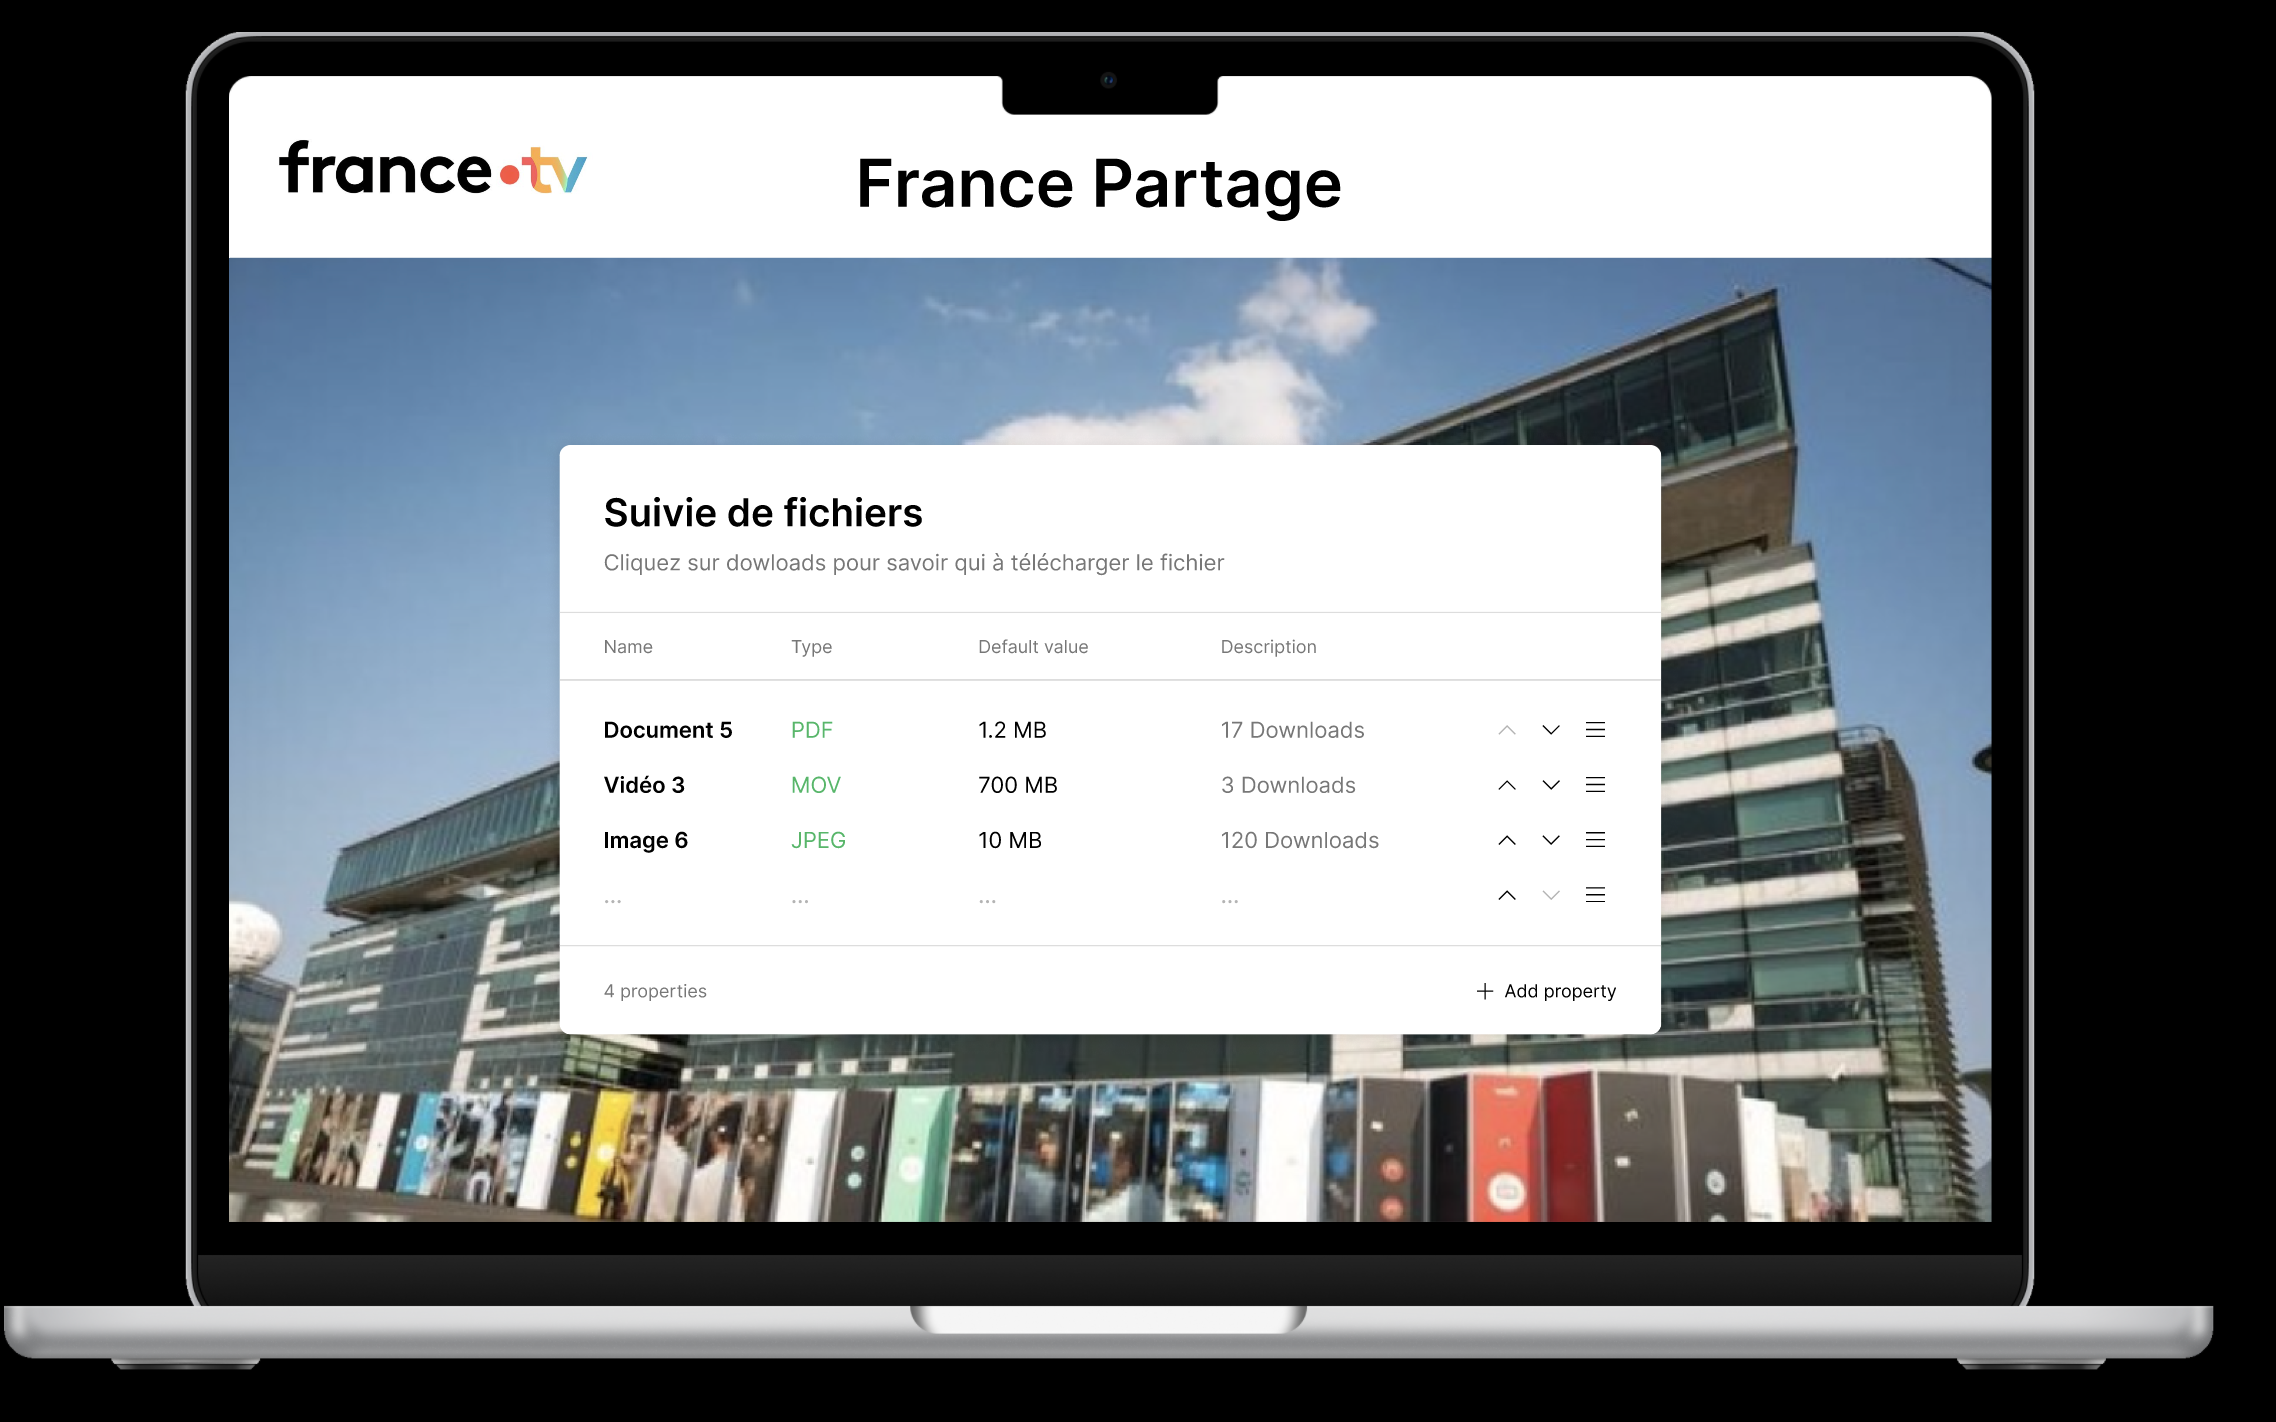 france•tv
France Partage
Suivie de fichiers
Cliquez sur dowloads pour savoir qui à télécharger le fichier
Name Type Default value Description
Document 5 PDF 1.2 MB 17 Downloads
Vidéo 3 MOV 700 MB 3 Downloads
Image 6 JPEG 10 MB 120 Downloads
... ... ... ...
4 properties + Add property